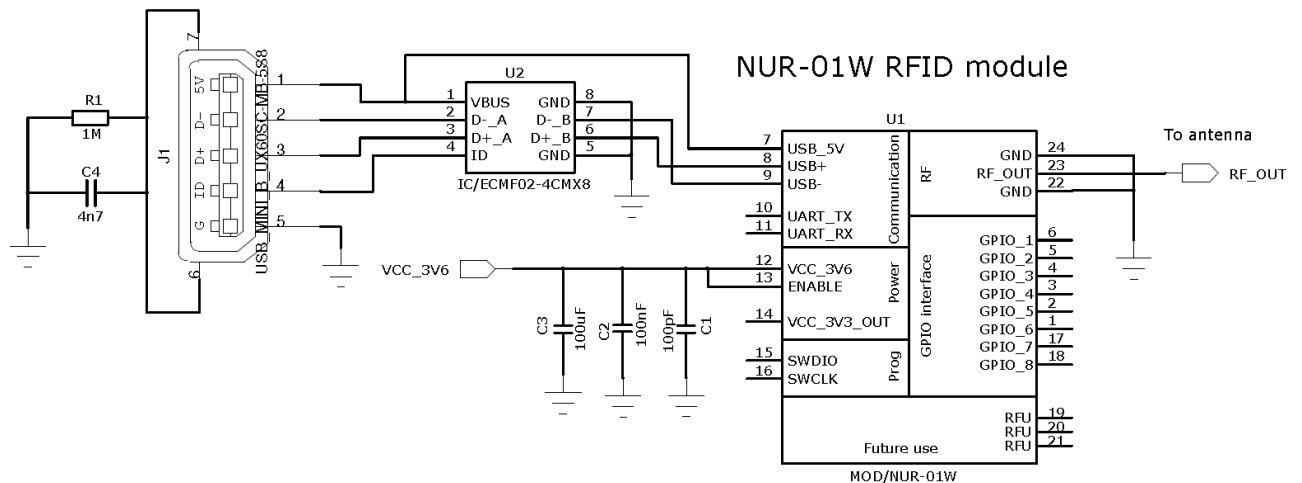 NUR-01W RFID module
J1
USB_MINI_B_UX60SC-MB-5S8
7
5V
D-
D+
ID
G
1
2
3
4
5
6
R1
1M
C4
4n7
U2
1 VBUS GND 8
2 D-_A D-_B 7
3 D+_A D+_B 6
4 ID GND 5
IC/ECMF02-4CMX8
VCC_3V6
C3 100uF
C2 100nF
C1 100pF
U1
7 USB_5V
8 USB+
9 USB-
10 UART_TX
11 UART_RX
Communication
12 VCC_3V6
13 ENABLE
14 VCC_3V3_OUT
Power
15 SWDIO
16 SWCLK
Prog
RF
GND 24
RF_OUT 23
GND 22
GPIO interface
GPIO_1 6
GPIO_2 5
GPIO_3 4
GPIO_4 3
GPIO_5 2
GPIO_6 1
GPIO_7 17
GPIO_8 18
RFU 19
RFU 20
RFU 21
Future use
MOD/NUR-01W
To antenna
RF_OUT